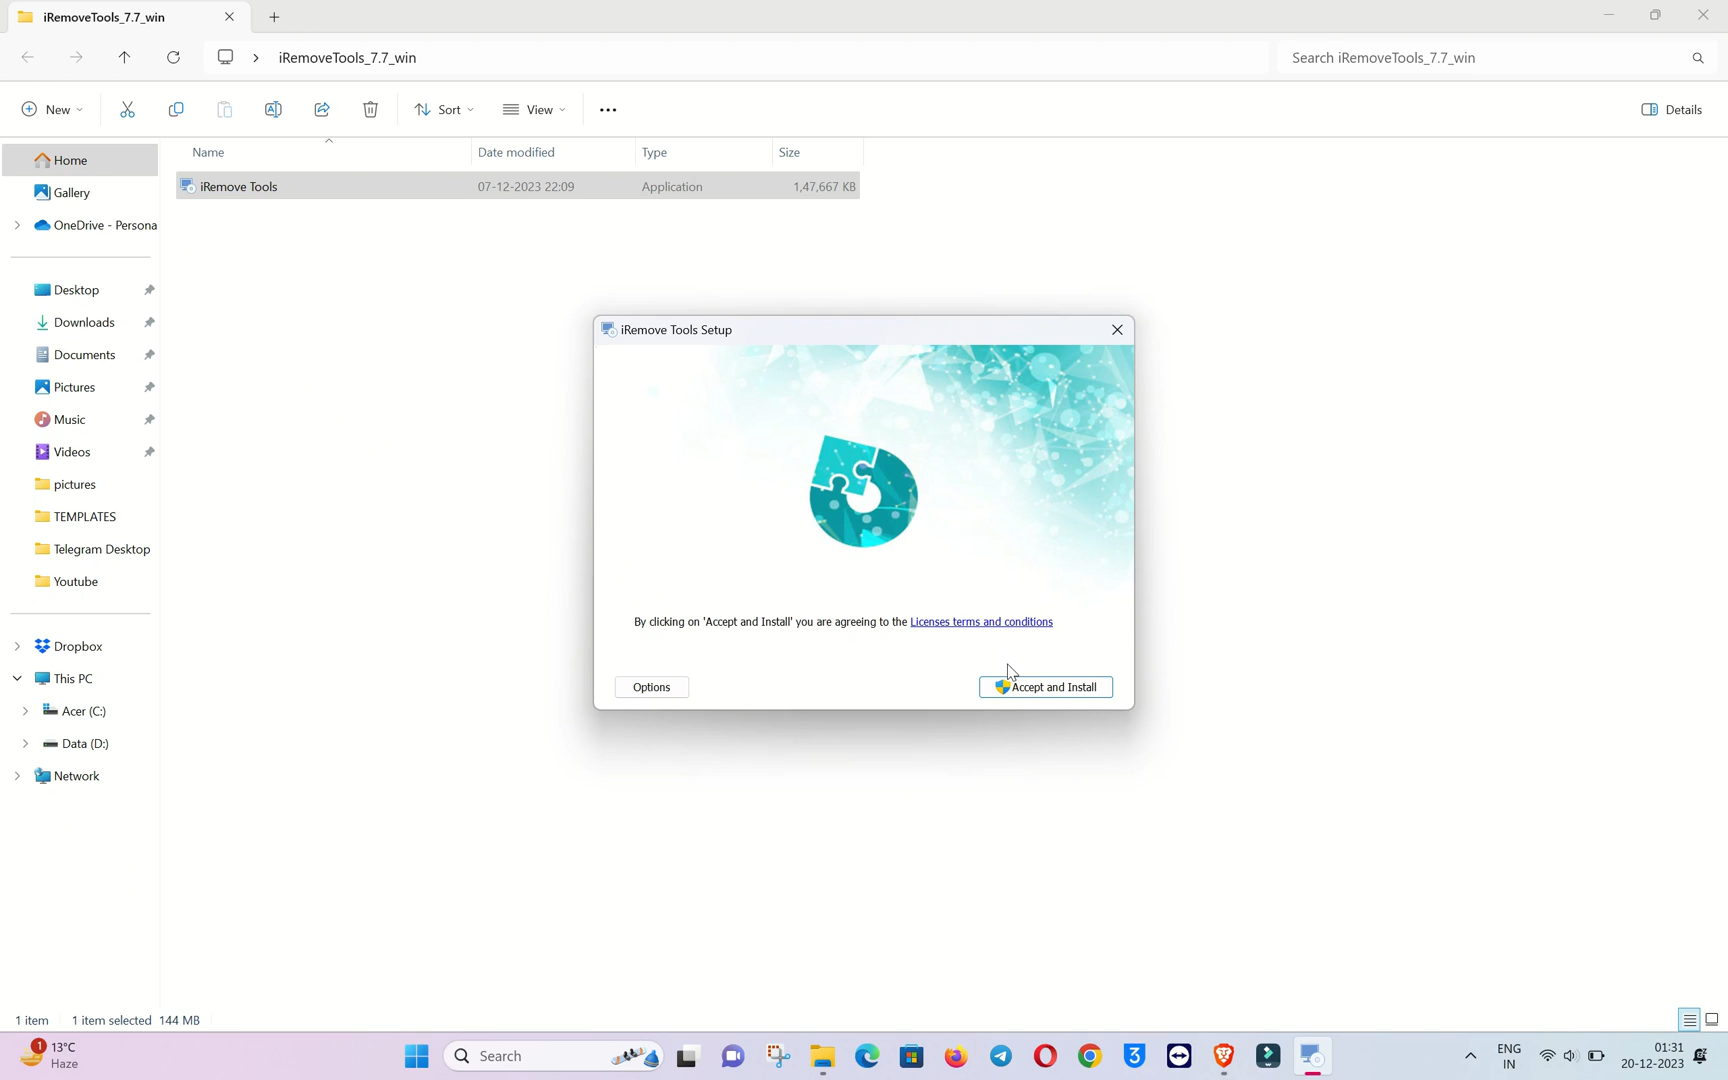 iRemoveTools_7.7_win
iRemoveTools_7.7_win
Search iRemoveTools_7.7_win
New
Sort
View
Details
Name
Date modified
Type
Size
iRemove Tools
07-12-2023 22:09
Application
1,47,667 KB
Home
Gallery
OneDrive - Persona
Desktop
Downloads
Documents
Pictures
Music
Videos
pictures
TEMPLATES
Telegram Desktop
Youtube
Dropbox
This PC
Acer (C:)
Data (D:)
Network
iRemove Tools Setup
By clicking on 'Accept and Install' you are agreeing to the Licenses terms and conditions
Options
Accept and Install
1 item
1 item selected 144 MB
1
13°C
Haze
Search
3
ENG
IN
01:31
20-12-2023